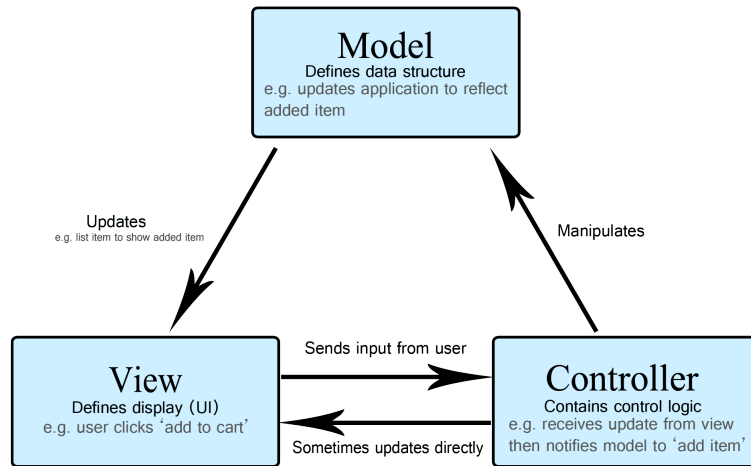 Model
Defines data structure
e.g. updates application to reflect
added item
Updates
e.g. list item to show added item
Manipulates
View
Defines display (UI)
e.g. user clicks ‘add to cart’
Sends input from user
Sometimes updates directly
Controller
Contains control logic
e.g. receives update from view
then notifies model to ‘add item’